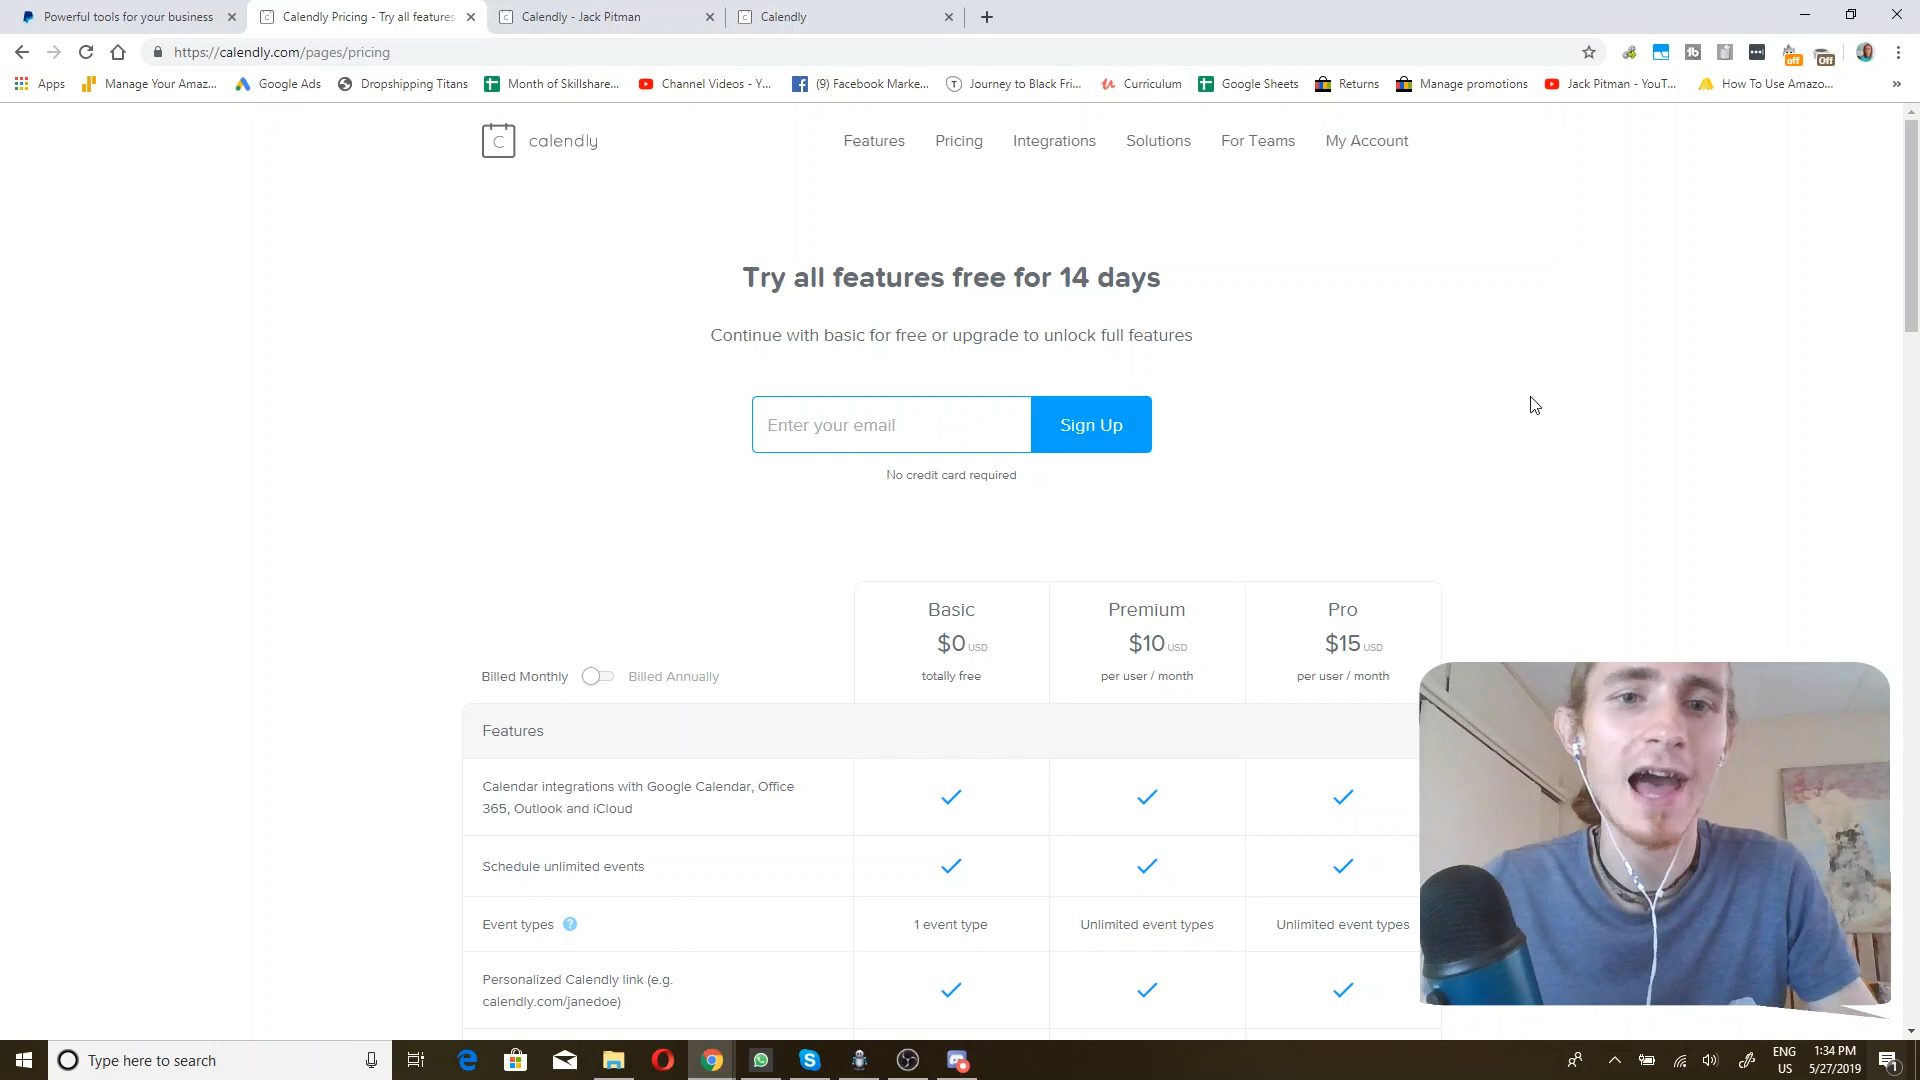 Powerful tools for your business
Calendly Pricing - Try all features
Calendly - Jack Pitman
Calendly
https://calendly.com/pages/pricing
off
Off
Apps
Manage Your Amaz...
Google Ads
Dropshipping Titans
Month of Skillshare...
Channel Videos - Y...
(9) Facebook Marke...
Journey to Black Fri...
Curriculum
Google Sheets
Returns
Manage promotions
Jack Pitman - YouT...
How To Use Amazo...
C calendly
Features
Pricing
Integrations
Solutions
For Teams
My Account
Try all features free for 14 days
Continue with basic for free or upgrade to unlock full features
Enter your email
Sign Up
No credit card required
Basic
Premium
Pro
$0 USD
$10 USD
$15 USD
Billed Monthly
Billed Annually
totally free
per user / month
per user / month
Features
Calendar integrations with Google Calendar, Office
365, Outlook and iCloud
Schedule unlimited events
Event types ?
1 event type
Unlimited event types
Unlimited event types
Personalized Calendly link (e.g.
calendly.com/janedoe)
Type here to search
ENG
US
1:34 PM
5/27/2019
1